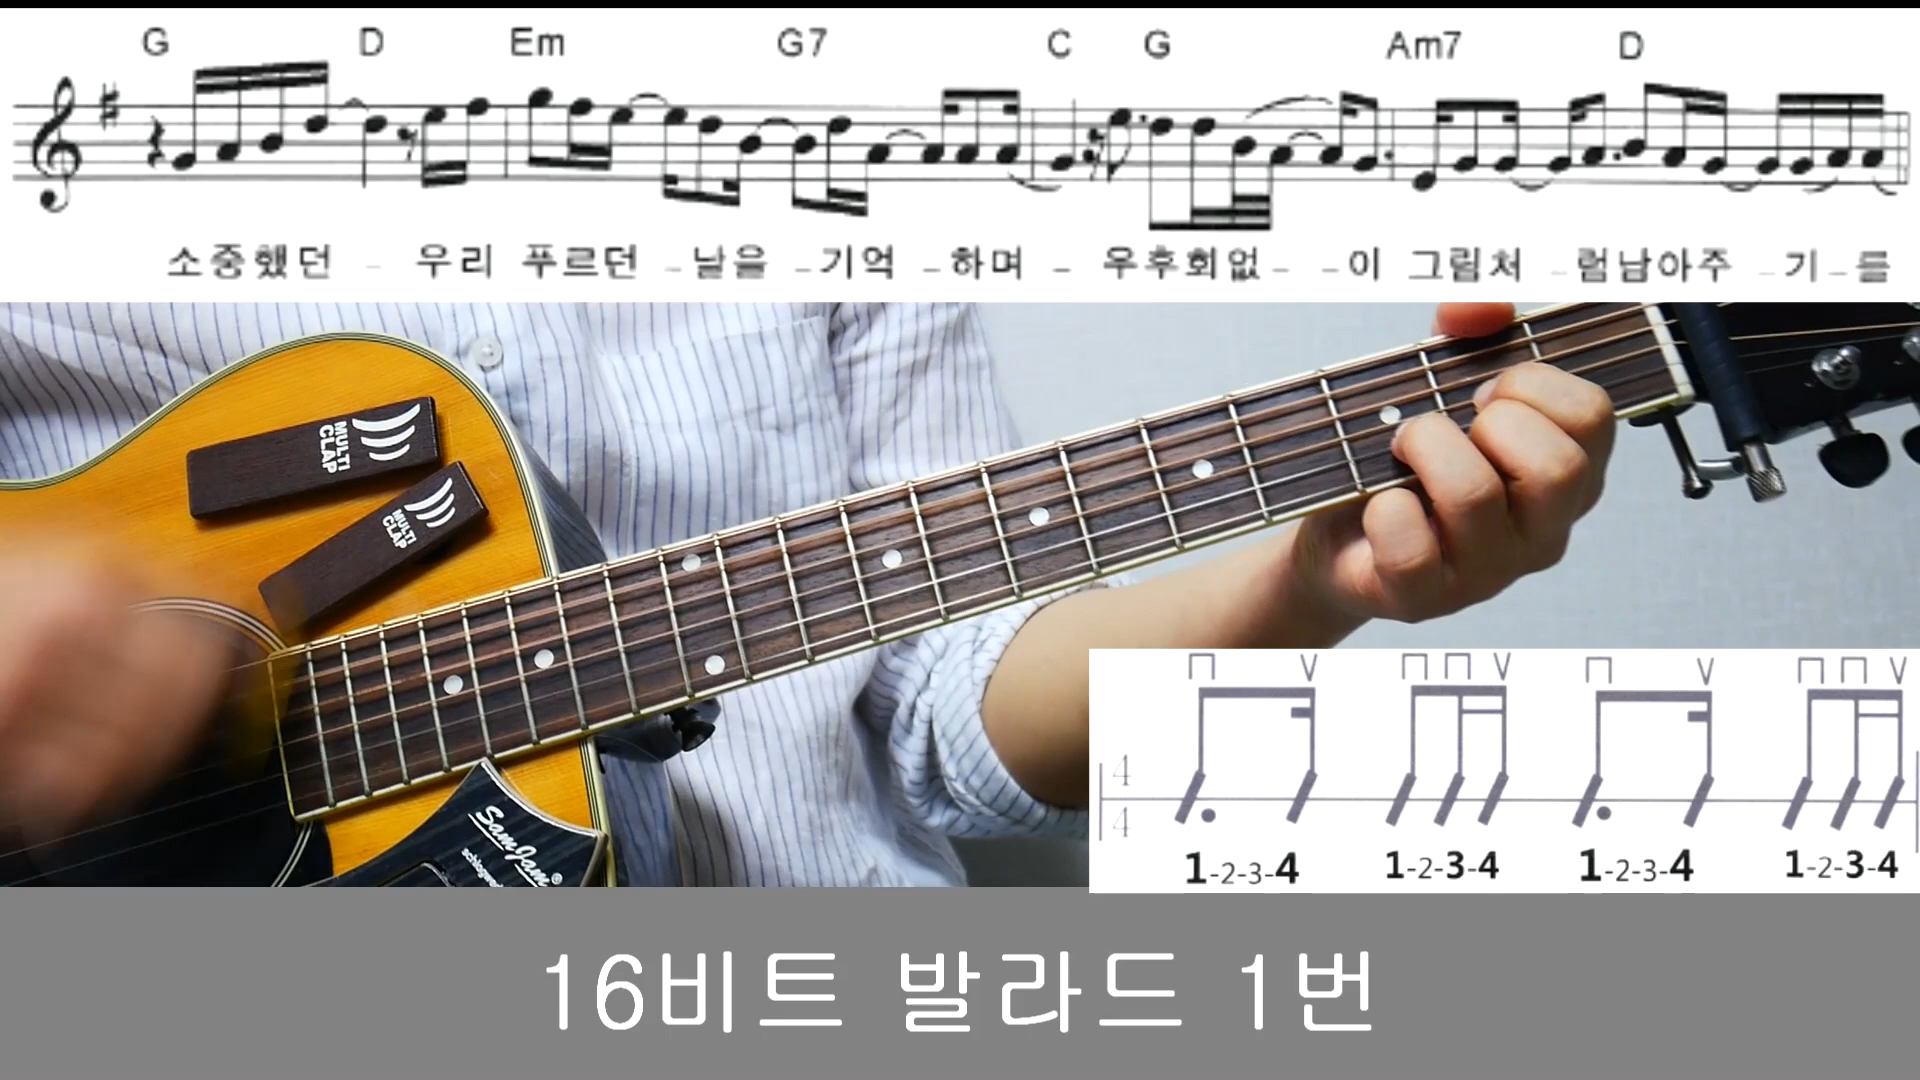 G D Em G7 C G Am7 D
소중했던 - 우리 푸르던 - 날을 - 기억 - 하며 - 우후회없 - - 이 그림처 - 럼남아주 - 기 - 를
MULTI
CLAP
MULTI
CLAP
SamJam®
4
4
1-2-3-4 1-2-3-4 1-2-3-4 1-2-3-4
16비트 발라드 1번